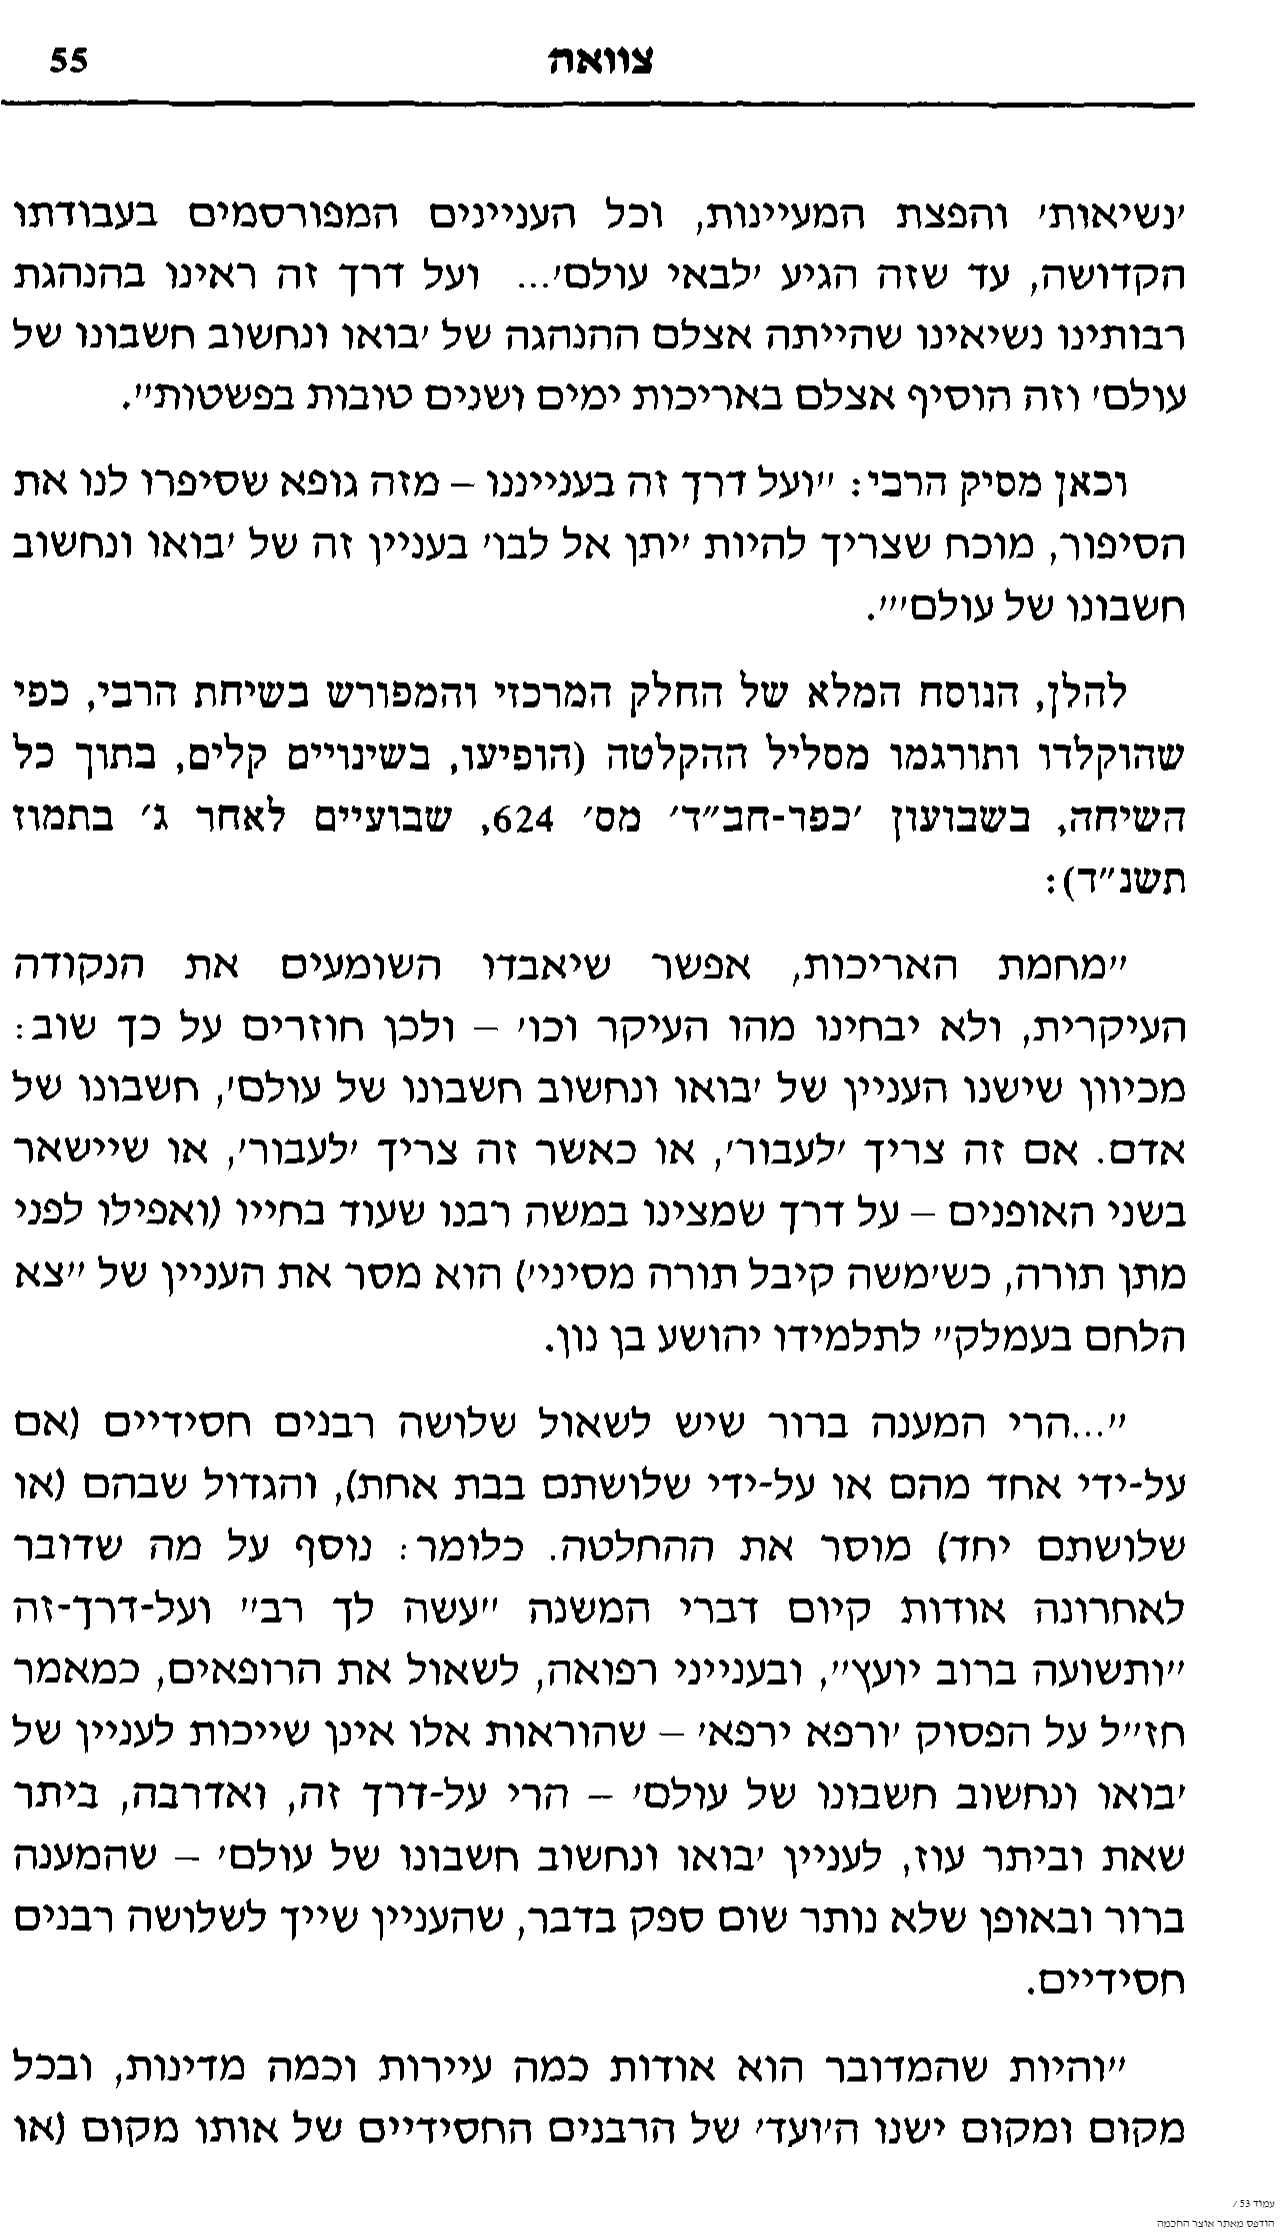 צוואה 55
'נשיאות' והפצת המעיינות, וכל העניינים המפורסמים בעבודתו
הקדושה, עד שזה הגיע 'לבאי עולם'... ועל דרך זה ראינו בהנהגת
רבותינו נשיאינו שהייתה אצלם ההנהגה של 'בואו ונחשוב חשבונו של
עולם' וזה הוסיף אצלם באריכות ימים ושנים טובות בפשטות".
וכאן מסיק הרבי: "ועל דרך זה בענייננו – מזה גופא שסיפרו לנו את
הסיפור, מוכח שצריך להיות 'יתן אל לבו' בעניין זה של 'בואו ונחשוב
חשבונו של עולם'".
להלן, הנוסח המלא של החלק המרכזי והמפורש בשיחת הרבי, כפי
שהוקלדו ותורגמו מסליל ההקלטה (הופיעו, בשינויים קלים, בתוך כל
השיחה, בשבועון 'כפר-חב"ד' מס' 624, שבועיים לאחר ג' בתמוז
תשנ"ד):
"מחמת האריכות, אפשר שיאבדו השומעים את הנקודה
העיקרית, ולא יבחינו מהו העיקר וכו' – ולכן חוזרים על כך שוב:
מכיוון שישנו העניין של 'בואו ונחשוב חשבונו של עולם', חשבונו של
אדם. אם זה צריך 'לעבור', או כאשר זה צריך 'לעבור', או שיישאר
בשני האופנים – על דרך שמצינו במשה רבנו שעוד בחייו (ואפילו לפני
מתן תורה, כש'משה קיבל תורה מסיני') הוא מסר את העניין של "צא
הלחם בעמלק" לתלמידו יהושע בן נון.
"...הרי המענה ברור שיש לשאול שלושה רבנים חסידיים (אם
על-ידי אחד מהם או על-ידי שלושתם בבת אחת), והגדול שבהם (או
שלושתם יחד) מוסר את ההחלטה. כלומר: נוסף על מה שדובר
לאחרונה אודות קיום דברי המשנה "עשה לך רב" ועל-דרך-זה
"ותשועה ברוב יועץ", ובענייני רפואה, לשאול את הרופאים, כמאמר
חז"ל על הפסוק 'ורפא ירפא' – שהוראות אלו אינן שייכות לעניין של
'בואו ונחשוב חשבונו של עולם' – הרי על-דרך זה, ואדרבה, ביתר
שאת וביתר עוז, לעניין 'בואו ונחשוב חשבונו של עולם' – שהמענה
ברור ובאופן שלא נותר שום ספק בדבר, שהעניין שייך לשלושה רבנים
חסידיים.
"והיות שהמדובר הוא אודות כמה עיירות וכמה מדינות, ובכל
מקום ומקום ישנו ה'ועד' של הרבנים החסידיים של אותו מקום (או
עמוד 53 /
הודפס מאתר אוצר החכמה